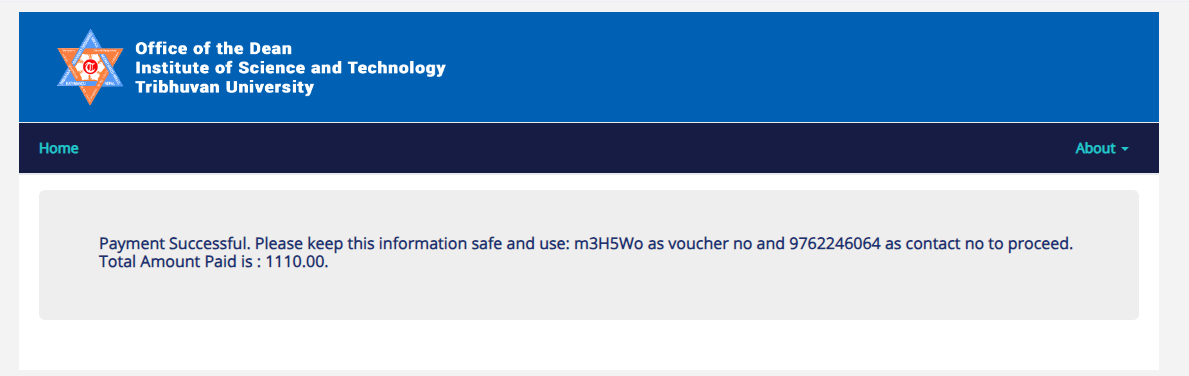 Office of the Dean
Institute of Science and Technology
Tribhuvan University
Home
About
Payment Successful. Please keep this information safe and use: m3H5Wo as voucher no and 9762246064 as contact no to proceed.
Total Amount Paid is : 1110.00.